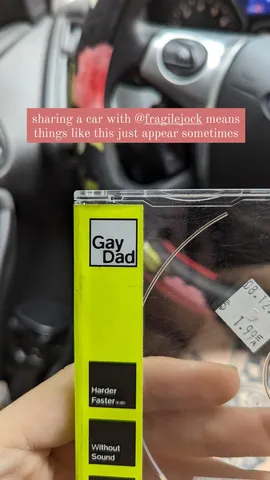 sharing a car with @fragilejock means
things like this just appear sometimes
Gay
Dad
Harder
Faster
Without
Sound
1.99